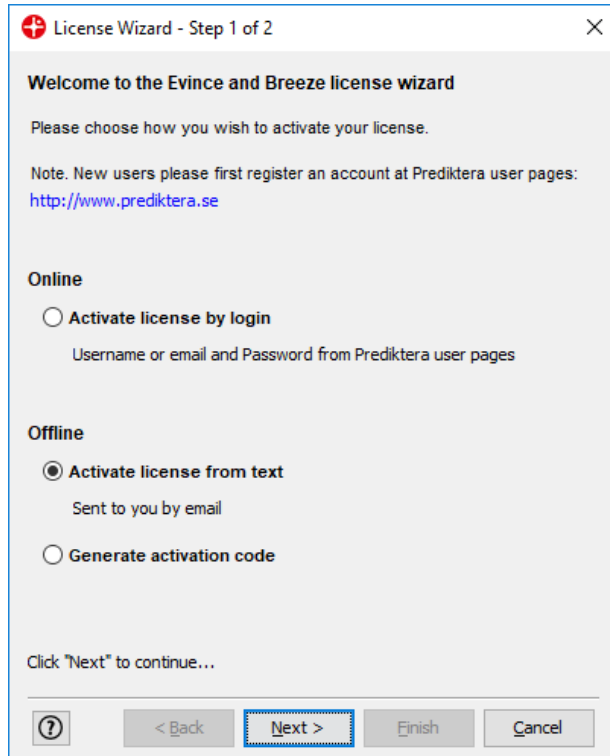 License Wizard - Step 1 of 2
Welcome to the Evince and Breeze license wizard
Please choose how you wish to activate your license.
Note. New users please first register an account at Prediktera user pages:
http://www.prediktera.se
Online
Activate license by login
Username or email and Password from Prediktera user pages
Offline
Activate license from text
Sent to you by email
Generate activation code
Click "Next" to continue...
? < Back Next > Finish Cancel